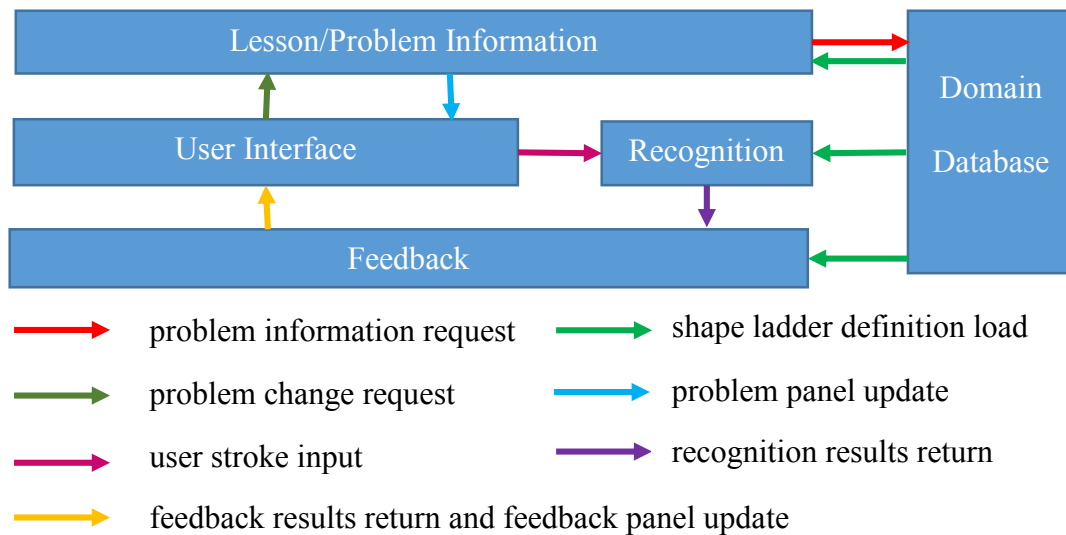 Lesson/Problem Information
Domain
Database
User Interface
Recognition
Feedback
problem information request
shape ladder definition load
problem change request
problem panel update
user stroke input
recognition results return
feedback results return and feedback panel update